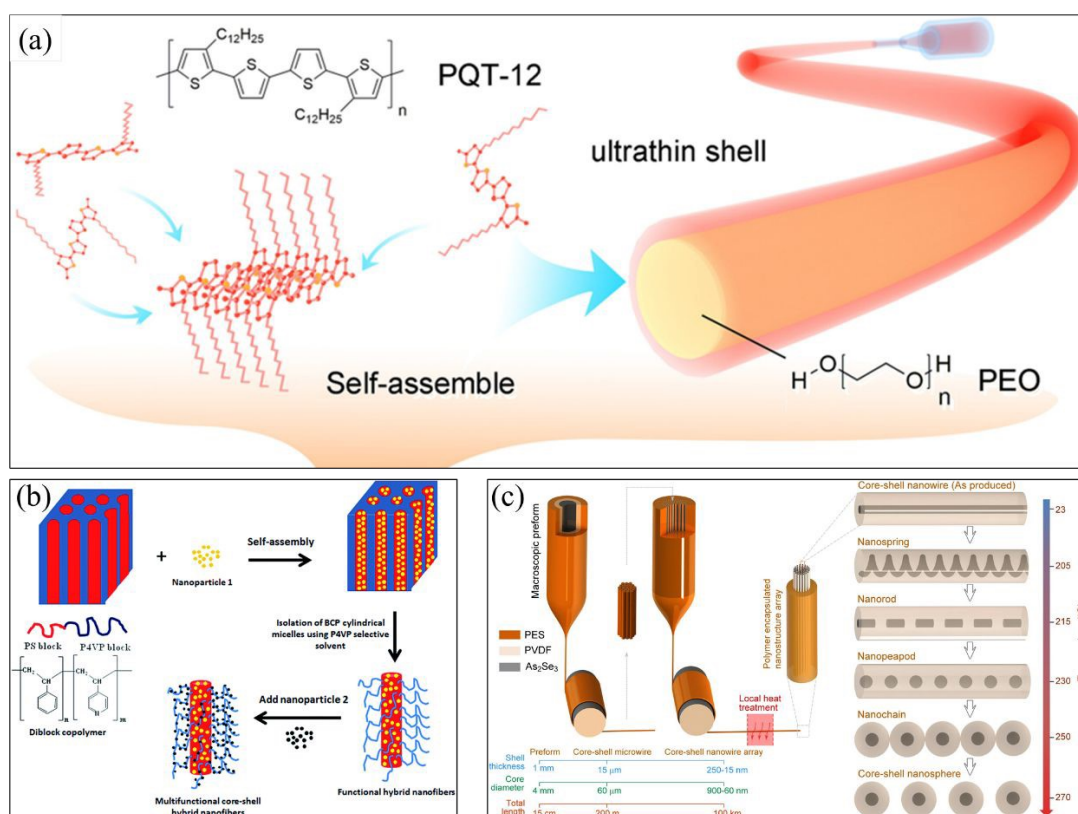 (a)
C12H25
S
S
S
S
C12H25
n
PQT-12
ultrathin shell
Self-assemble
H
O
O
H
n
PEO
(b)
+
Nanoparticle 1
Self-assembly
PS block
P4VP block
CH2
CH
n
CH2
CH
N
m
Diblock copolymer
Isolation of BCP cylindrical
micelles using P4VP selective
solvent
Add nanoparticle 2
Multifunctional core-shell
hybrid nanofibers
Functional hybrid nanofibers
(c)
Macroscopic preform
PES
PVDF
As2Se3
Polymer encapsulated
nanostructure array
Local heat
treatment
Preform
Core-shell microwire
Core-shell nanowire array
Shell
thickness
1 mm
15 μm
250-15 nm
Core
diameter
4 mm
60 μm
900-60 nm
Total
length
15 cm
200 m
100 km
Core-shell nanowire (As produced)
23
Nanospring
205
Nanorod
215
Nanopeapod
230
Nanochain
250
Core-shell nanosphere
270